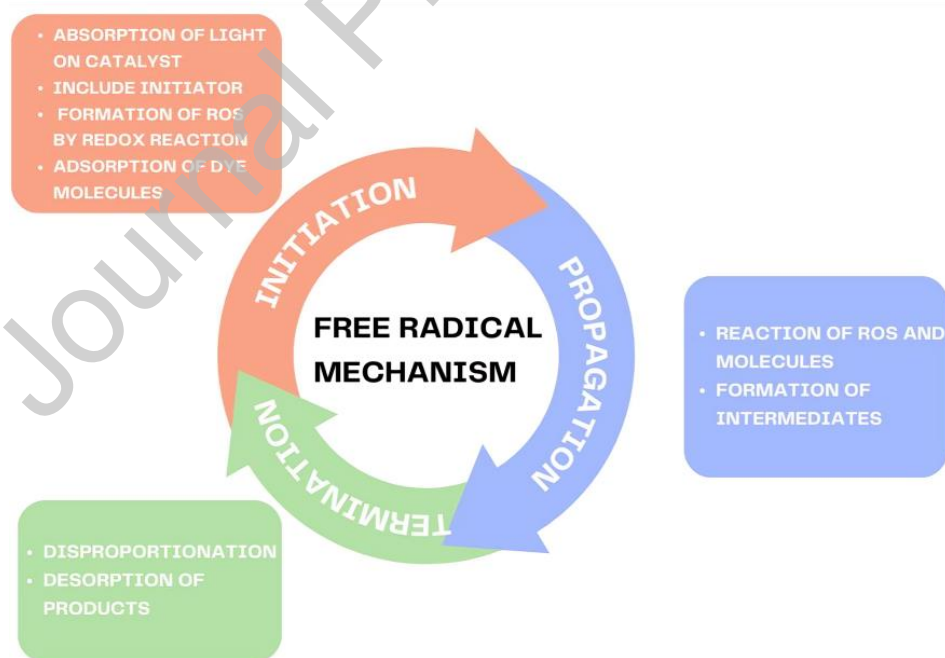 • ABSORPTION OF LIGHT
ON CATALYST
• INCLUDE INITIATOR
• FORMATION OF ROS
BY REDOX REACTION
• ADSORPTION OF DYE
MOLECULES
INITIATION
PROPAGATION
TERMINATION
FREE RADICAL
MECHANISM
• REACTION OF ROS AND
MOLECULES
• FORMATION OF
INTERMEDIATES
• DISPROPORTIONATION
• DESORPTION OF
PRODUCTS
Journal P